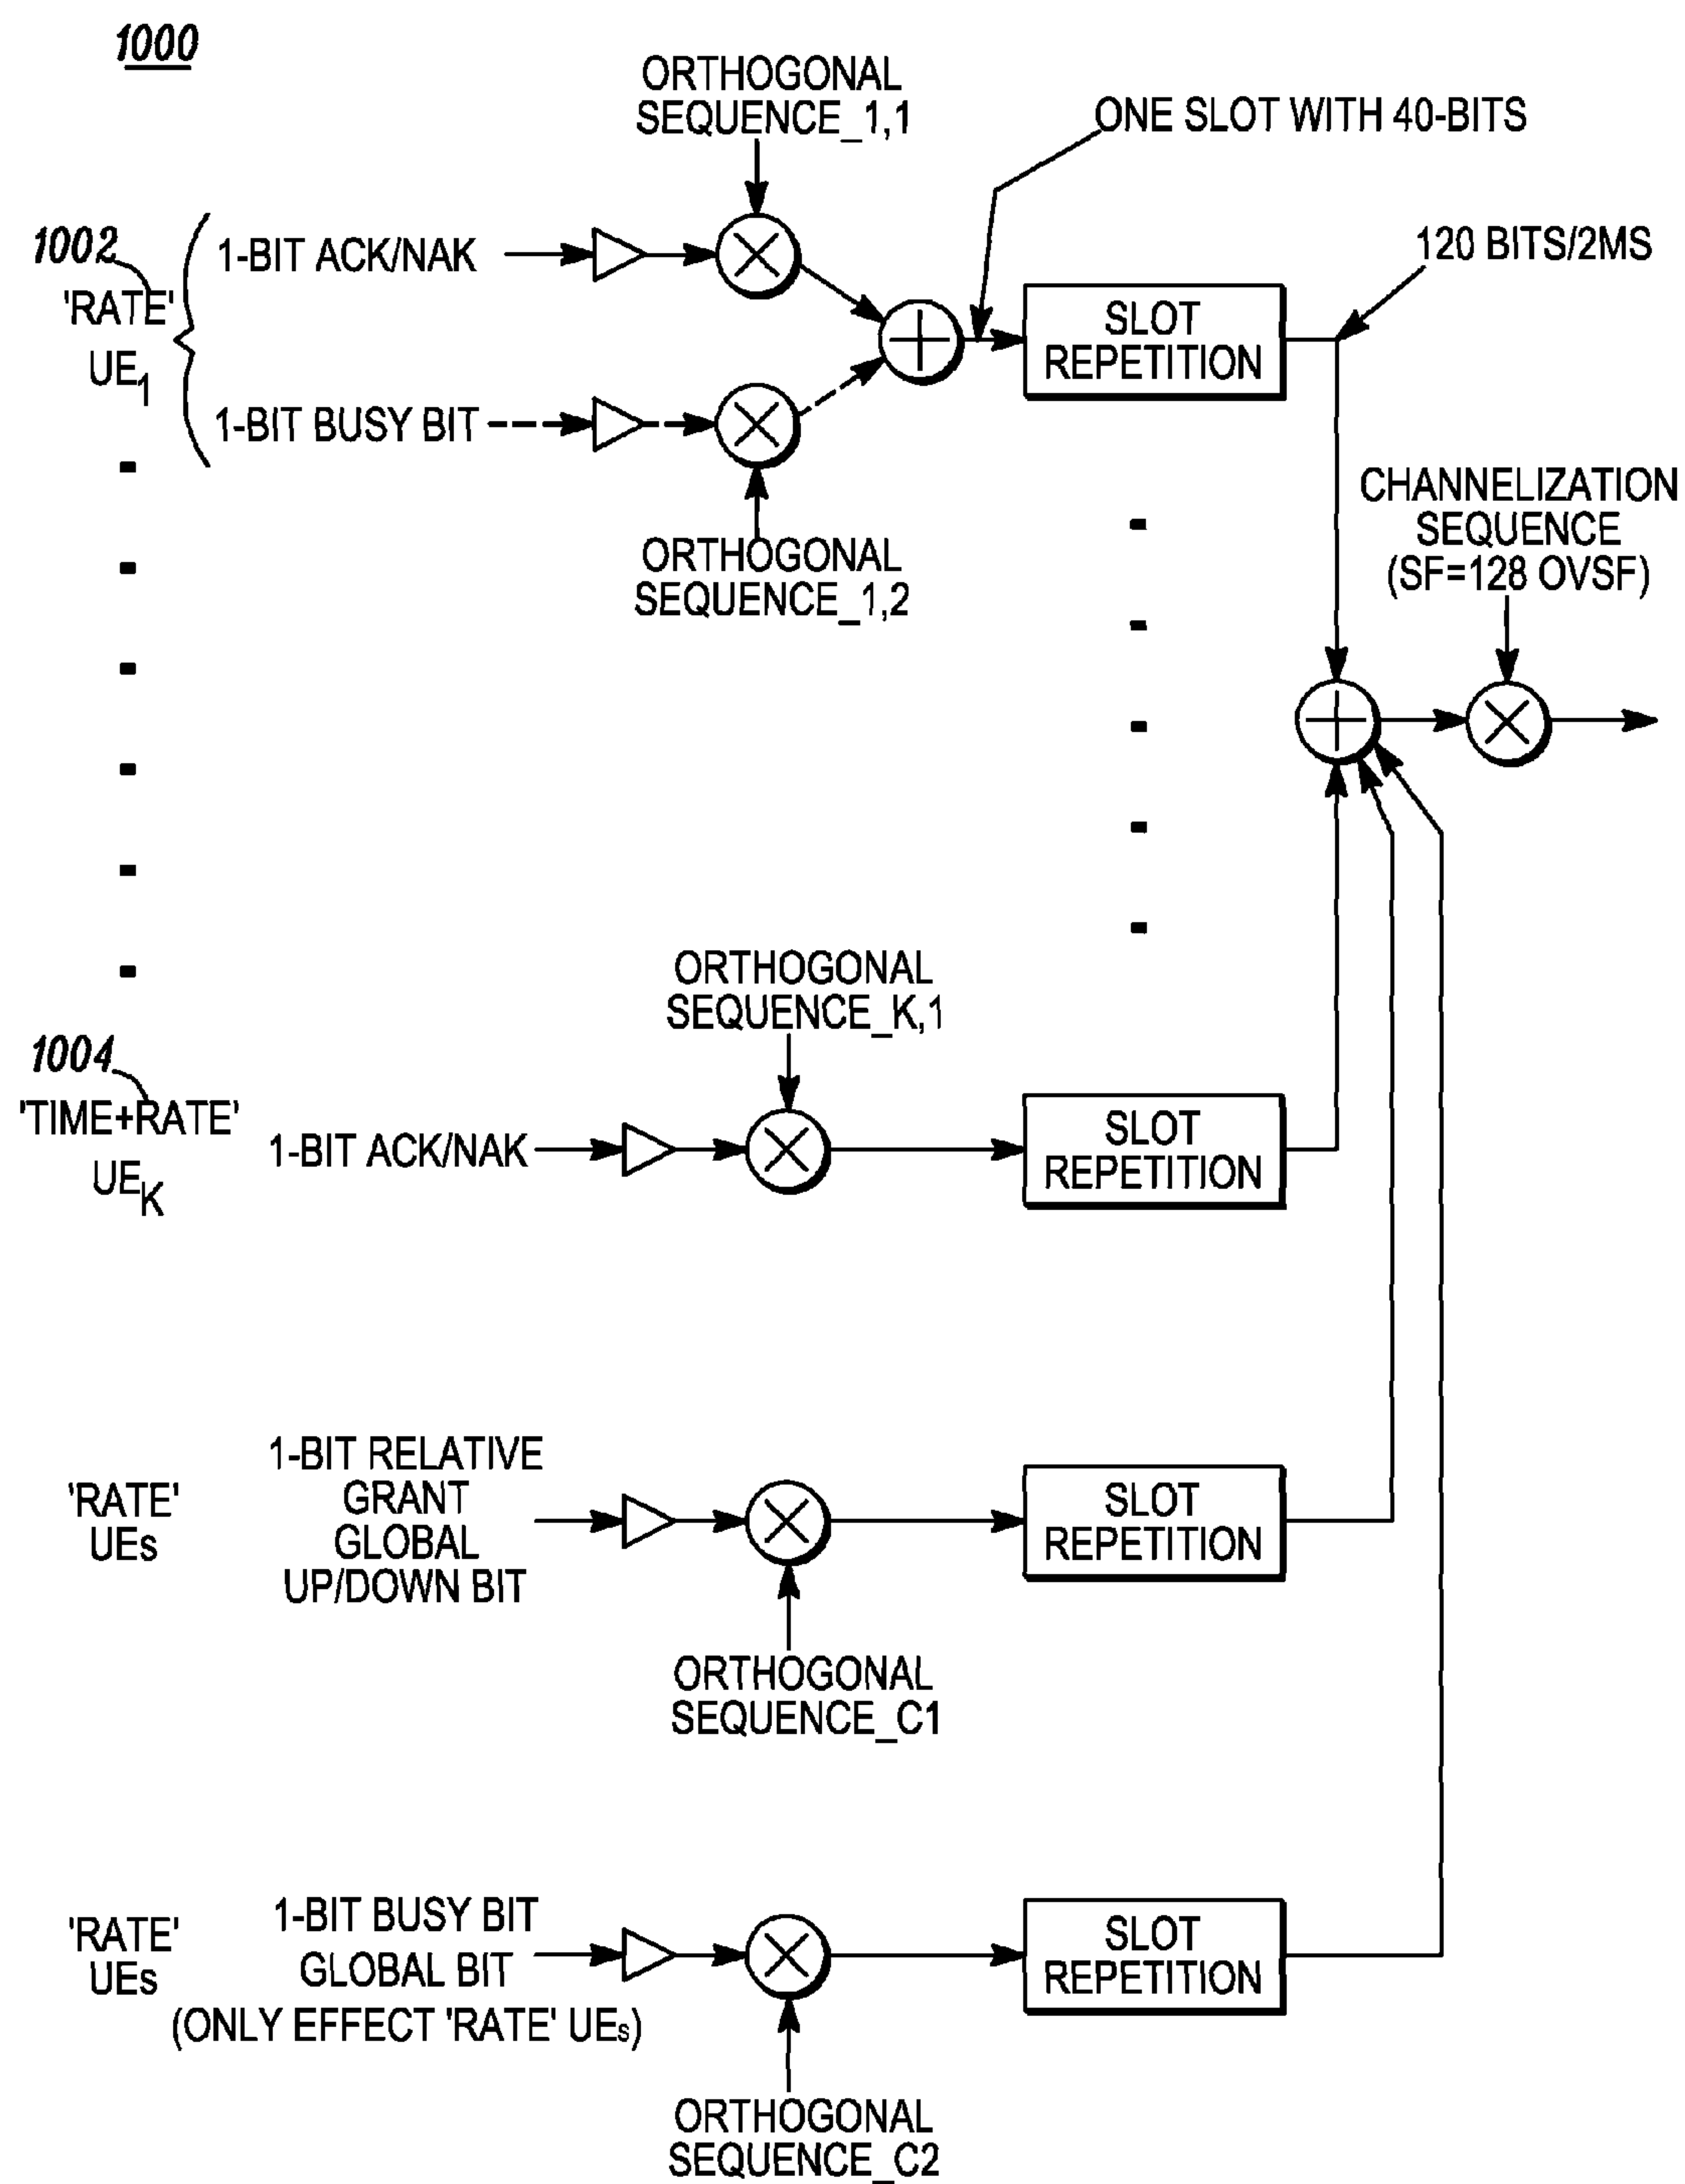 1000
ORTHOGONAL
SEQUENCE_1,1
ONE SLOT WITH 40-BITS
1002
'RATE'
UE1
1-BIT ACK/NAK
SLOT
REPETITION
120 BITS/2MS
1-BIT BUSY BIT
ORTHOGONAL
SEQUENCE_1,2
CHANNELIZATION
SEQUENCE
(SF=128 OVSF)
ORTHOGONAL
SEQUENCE_K,1
1004
'TIME+RATE'
UEK
1-BIT ACK/NAK
SLOT
REPETITION
'RATE'
UEs
1-BIT RELATIVE
GRANT
GLOBAL
UP/DOWN BIT
SLOT
REPETITION
ORTHOGONAL
SEQUENCE_C1
'RATE'
UEs
1-BIT BUSY BIT
GLOBAL BIT
(ONLY EFFECT 'RATE' UEs)
SLOT
REPETITION
ORTHOGONAL
SEQUENCE_C2